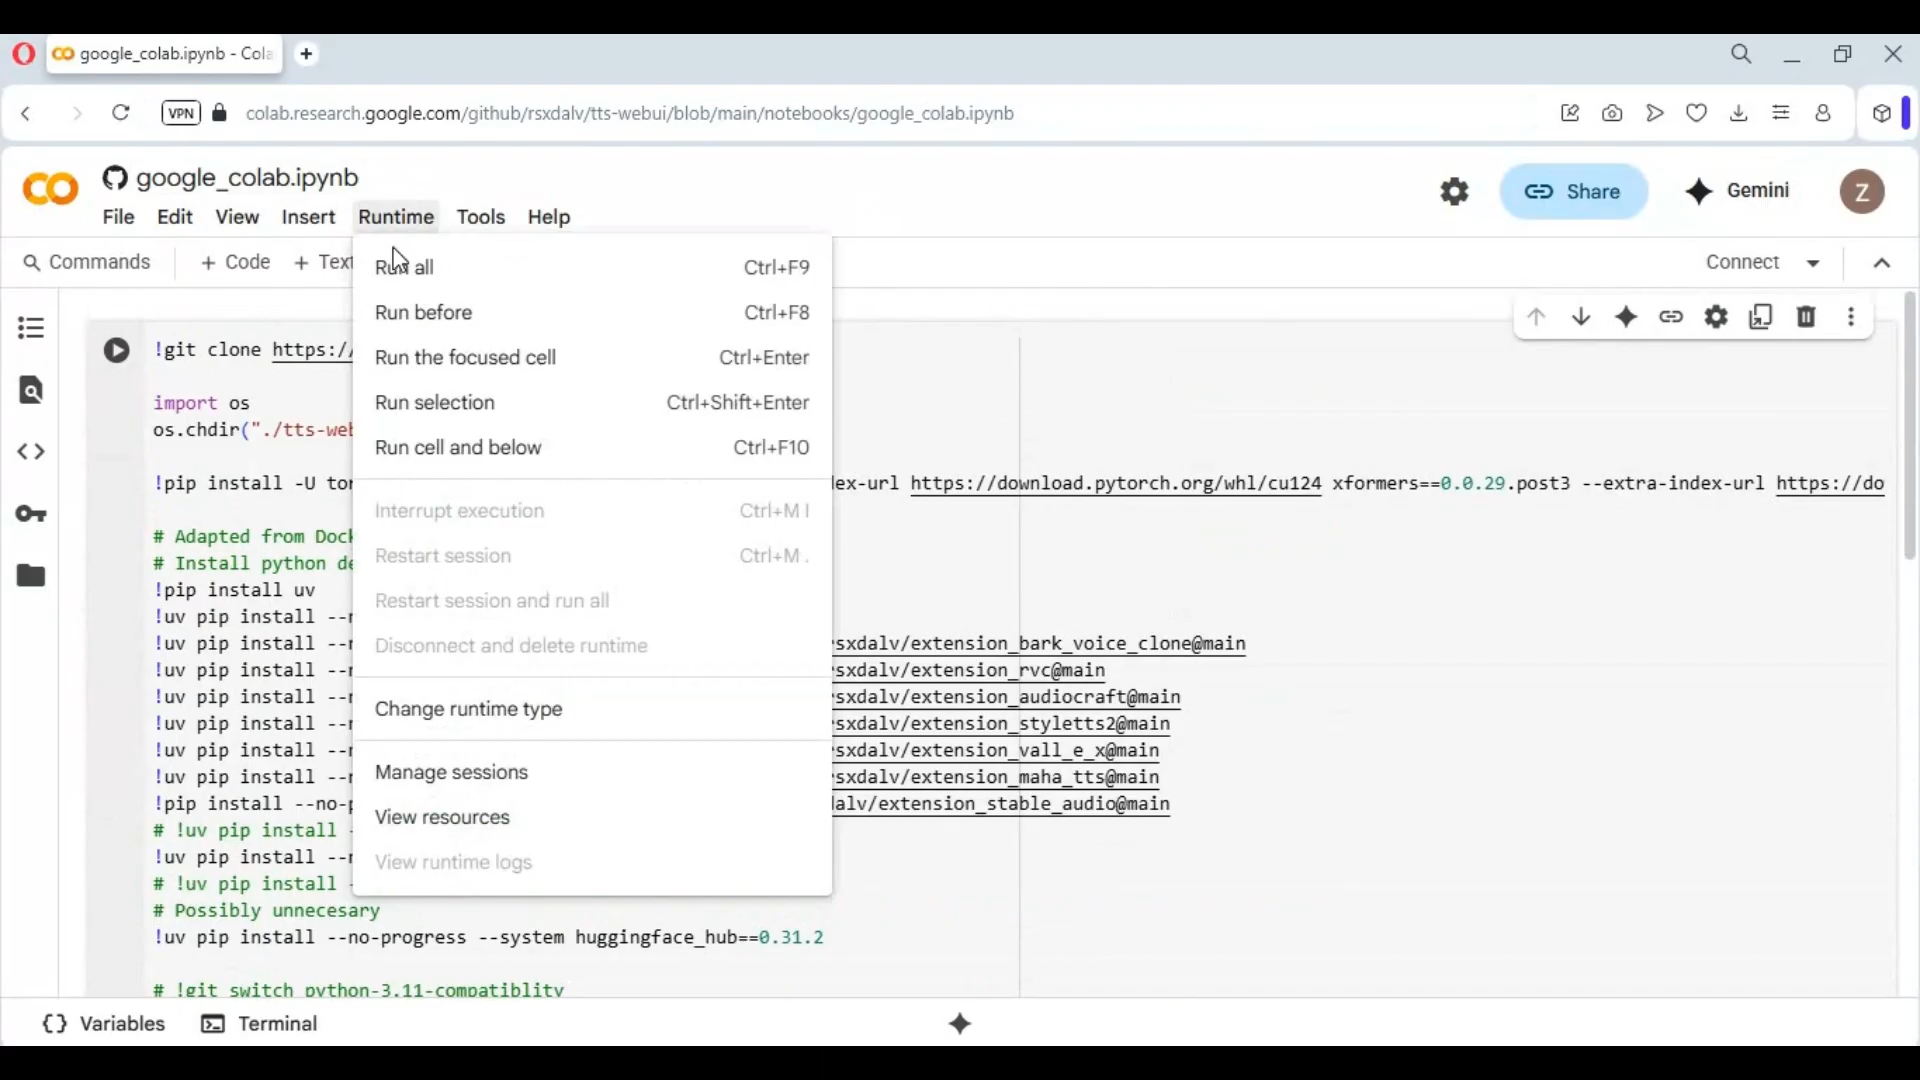 google_colab.ipynb - Cola
VPN
colab.research.google.com/github/rsxdalv/tts-webui/blob/main/notebooks/google_colab.ipynb
google_colab.ipynb
Share
Gemini
Z
File Edit View Insert Runtime Tools Help
Commands
+ Code
+ Text
Connect
Run all Ctrl+F9
Run before Ctrl+F8
Run the focused cell Ctrl+Enter
Run selection Ctrl+Shift+Enter
Run cell and below Ctrl+F10
Interrupt execution Ctrl+M I
Restart session Ctrl+M .
Restart session and run all
Disconnect and delete runtime
Change runtime type
Manage sessions
View resources
View runtime logs
!git clone https:/
import os
os.chdir("./tts-web
!pip install -U tor
ex-url https://download.pytorch.org/whl/cu124 xformers==0.0.29.post3 --extra-index-url https://do
# Adapted from Dock
# Install python de
!pip install uv
!uv pip install --n
!uv pip install --n
sxdalv/extension_bark_voice_clone@main
!uv pip install --n
sxdalv/extension_rvc@main
!uv pip install --n
sxdalv/extension_audiocraft@main
!uv pip install --n
sxdalv/extension_styletts2@main
!uv pip install --n
sxdalv/extension_vall_e_x@main
!uv pip install --n
sxdalv/extension_maha_tts@main
!pip install --no-p
alv/extension_stable_audio@main
# !uv pip install -
!uv pip install --n
# !uv pip install -
# Possibly unnecesary
!uv pip install --no-progress --system huggingface_hub==0.31.2
# !git switch python-3.11-compatiblity
{} Variables
Terminal